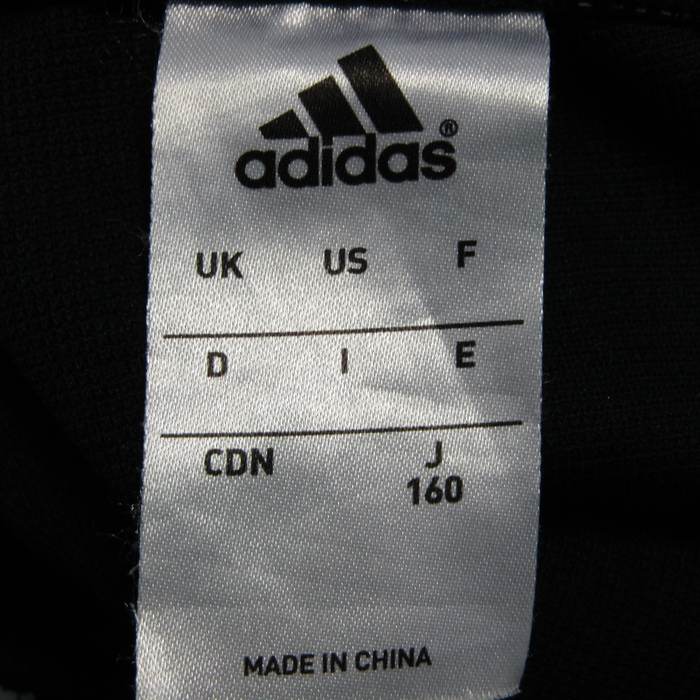 adidas®
UK US F
D I E
CDN J
160
MADE IN CHINA